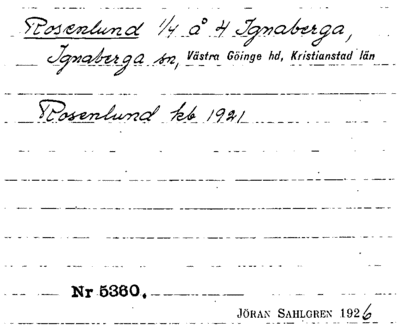 Rosenlund 1/4 å 4 Ignaberga,
Ignaberga sn, Västra Göinge hd, Kristianstad län
Rosenlund kb 1921
Nr 5360.
JÖRAN SAHLGREN 1926